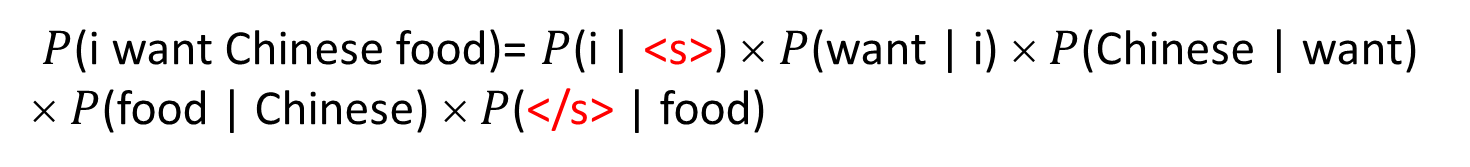 P(i want Chinese food)= P(i | <s>) × P(want | i) × P(Chinese | want)
× P(food | Chinese) × P(</s> | food)